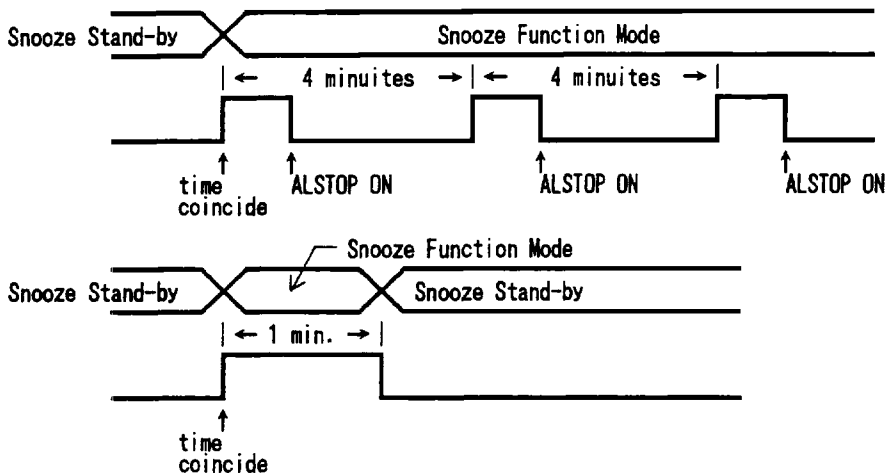 Snooze Stand-by Snooze Function Mode
← 4 minuites → ← 4 minuites →
time coincide ALSTOP ON ALSTOP ON ALSTOP ON
Snooze Function Mode
Snooze Stand-by Snooze Stand-by
← 1 min. →
time
coincide